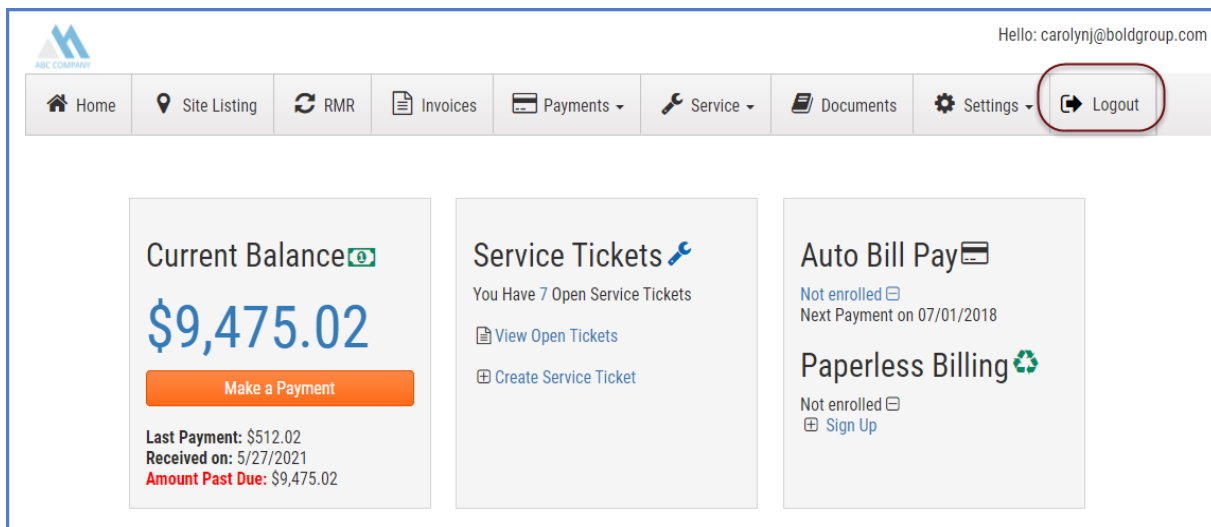 Hello: carolynj@boldgroup.com
ABC COMPANY
Home Site Listing RMR Invoices Payments Service Documents Settings Logout
Current Balance
$9,475.02
Make a Payment
Last Payment: $512.02
Received on: 5/27/2021
Amount Past Due: $9,475.02
Service Tickets
You Have 7 Open Service Tickets
View Open Tickets
Create Service Ticket
Auto Bill Pay
Not enrolled
Next Payment on 07/01/2018
Paperless Billing
Not enrolled
Sign Up